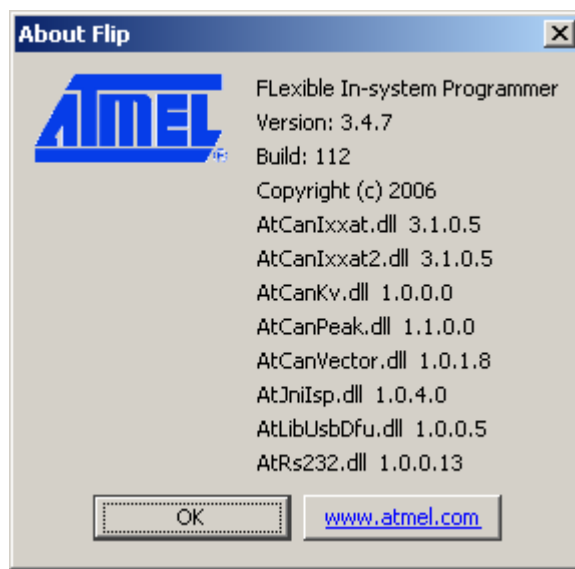 About Flip
ATMEL®
FLexible In-system Programmer
Version: 3.4.7
Build: 112
Copyright (c) 2006
AtCanIxxat.dll 3.1.0.5
AtCanIxxat2.dll 3.1.0.5
AtCanKv.dll 1.0.0.0
AtCanPeak.dll 1.1.0.0
AtCanVector.dll 1.0.1.8
AtJniIsp.dll 1.0.4.0
AtLibUsbDfu.dll 1.0.0.5
AtRs232.dll 1.0.0.13
OK
www.atmel.com